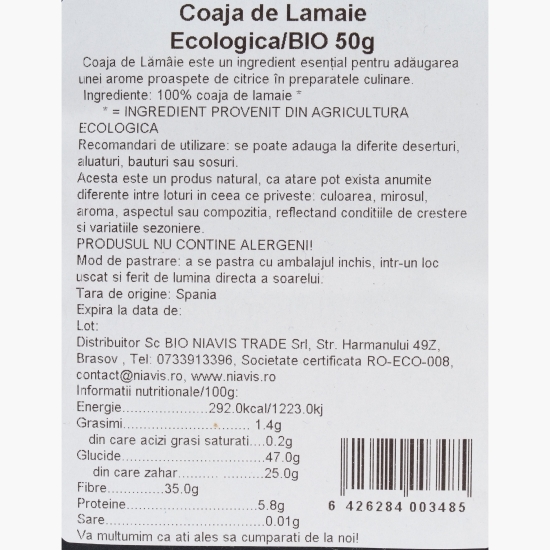 Coaja de Lamaie
Ecologica/BIO 50g
Coaja de Lămâie este un ingredient esențial pentru adăugarea
unei arome proaspete de citrice în preparatele culinare.
Ingrediente: 100% coaja de lamaie *
* = INGREDIENT PROVENIT DIN AGRICULTURA
ECOLOGICA
Recomandari de utilizare: se poate adauga la diferite deserturi,
aluaturi, bauturi sau sosuri.
Acesta este un produs natural, ca atare pot exista anumite
diferente intre loturi in ceea ce priveste: culoarea, mirosul,
aroma, aspectul sau compozitia, reflectand conditiile de crestere
si variatiile sezoniere.
PRODUSUL NU CONTINE ALERGENI!
Mod de pastrare: a se pastra cu ambalajul inchis, intr-un loc
uscat si ferit de lumina directa a soarelui.
Tara de origine: Spania
Expira la data de:
Lot:
Distribuitor Sc BIO NIAVIS TRADE Srl, Str. Harmanului 49Z,
Brasov , Tel: 0733913396, Societate certificata RO-ECO-008,
contact@niavis.ro, www.niavis.ro
Informatii nutritionale/100g:
Energie....................292.0kcal/1223.0kj
Grasimi.............................. 1.4g
din care acizi grasi saturati....0.2g
Glucide...............................47.0g
din care zahar......................25.0g
Fibre..............35.0g
Proteine..............................5.8g
Sare...................................0.01g
Va multumim ca ati ales sa cumparati de la noi!
6 426284 003485